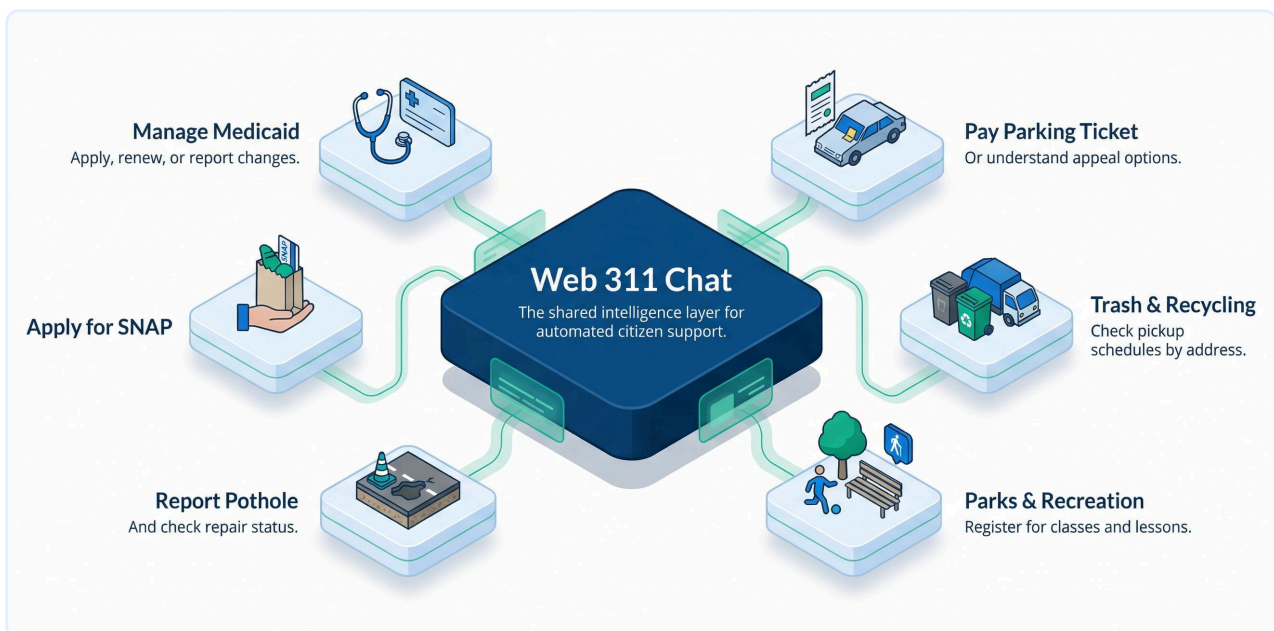 Manage Medicaid
Apply, renew, or report changes.
Pay Parking Ticket
Or understand appeal options.
SNAP
Apply for SNAP
Web 311 Chat
The shared intelligence layer for
automated citizen support.
Trash & Recycling
Check pickup
schedules by address.
Report Pothole
And check repair status.
Parks & Recreation
Register for classes and lessons.